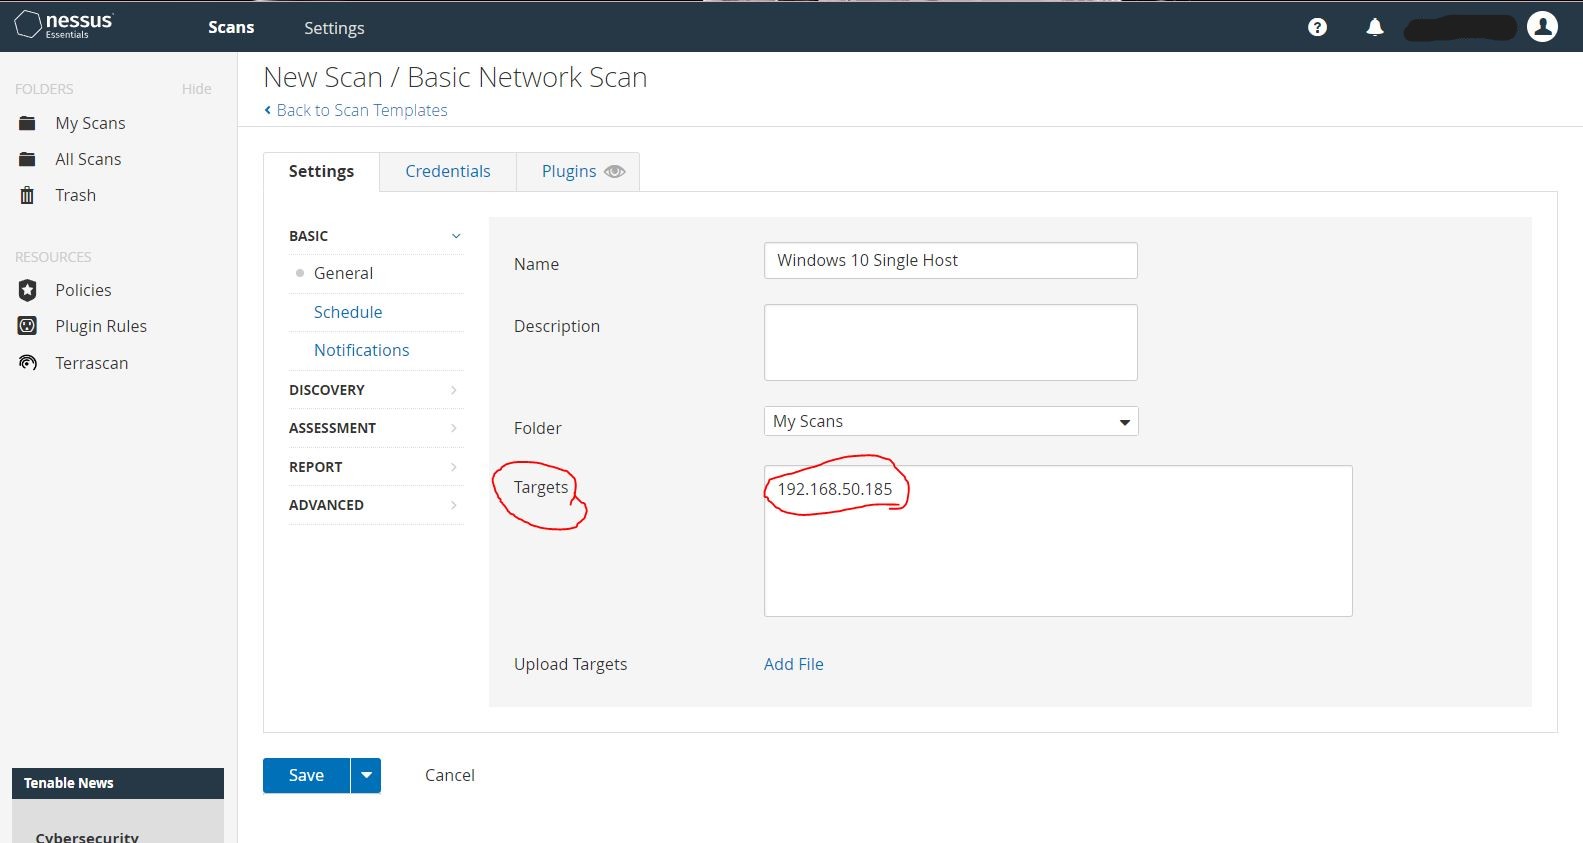 nessus
Essentials
Scans
Settings
?
FOLDERS
Hide
My Scans
All Scans
Trash
RESOURCES
Policies
Plugin Rules
Terrascan
Tenable News
Cybersecurity
New Scan / Basic Network Scan
Back to Scan Templates
Settings
Credentials
Plugins
BASIC
General
Schedule
Notifications
DISCOVERY
ASSESSMENT
REPORT
ADVANCED
Name
Windows 10 Single Host
Description
Folder
My Scans
Targets
192.168.50.185
Upload Targets
Add File
Save
Cancel